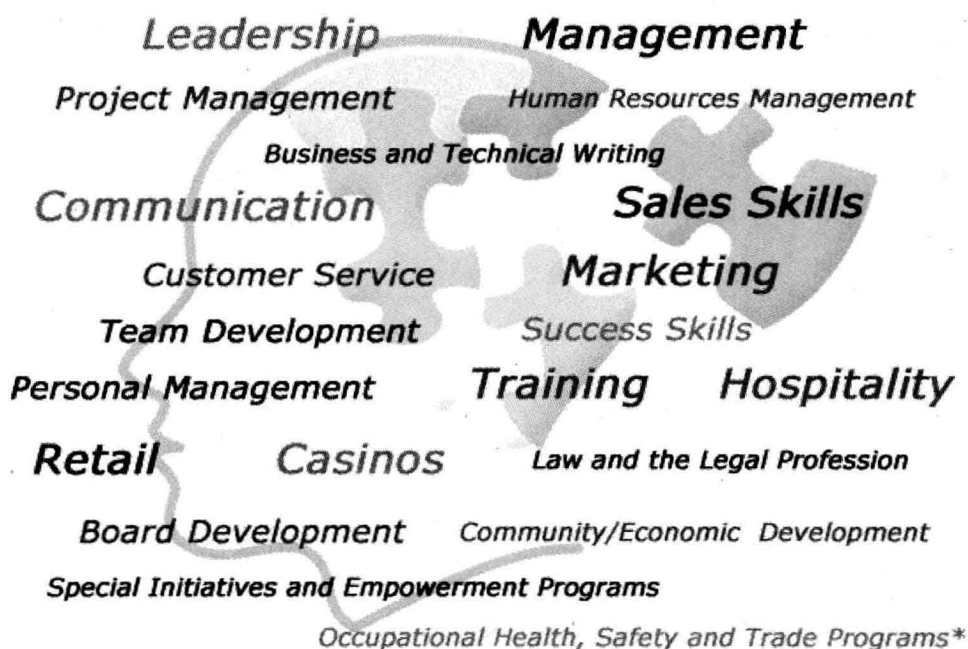 Leadership Management
Project Management Human Resources Management
Business and Technical Writing
Communication Sales Skills
Customer Service Marketing
Team Development Success Skills
Personal Management Training Hospitality
Retail Casinos Law and the Legal Profession
Board Development Community/Economic Development
Special Initiatives and Empowerment Programs
Occupational Health, Safety and Trade Programs*